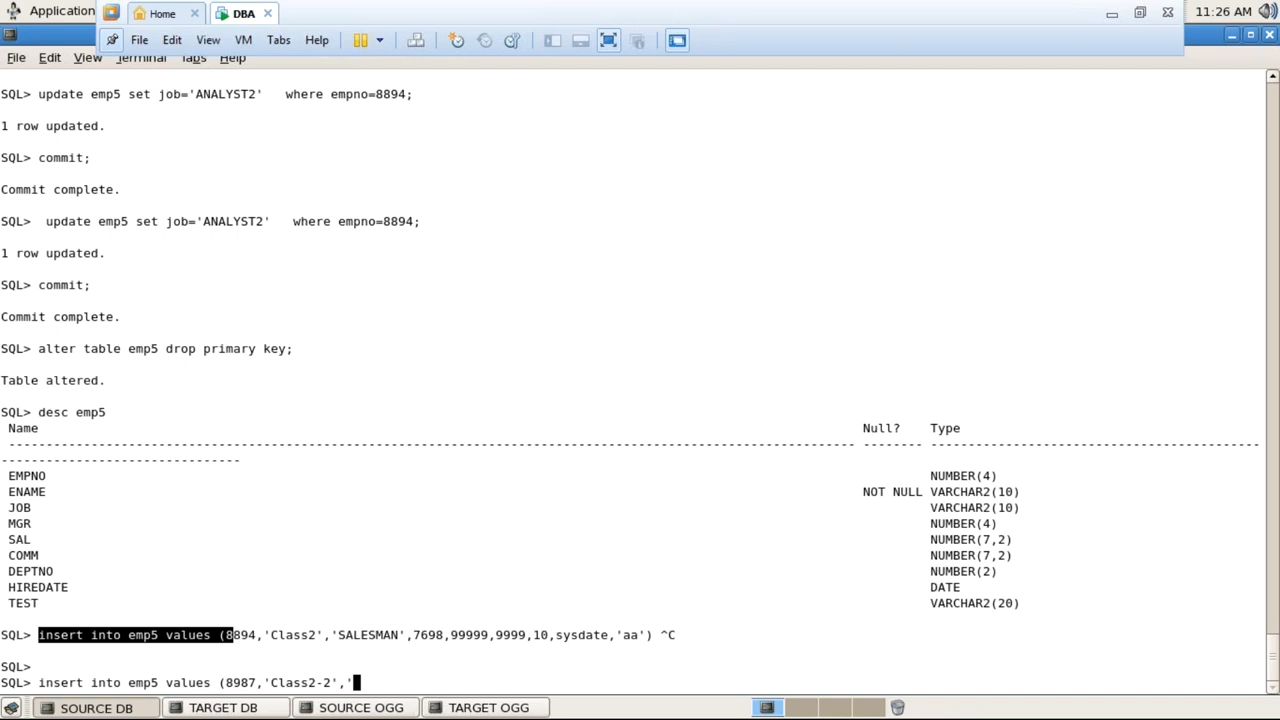 Application
Home
DBA
11:26 AM
File Edit View VM Tabs Help
File Edit View Terminal Tabs Help
SQL> update emp5 set job='ANALYST2'   where empno=8894;
1 row updated.
SQL> commit;
Commit complete.
SQL>  update emp5 set job='ANALYST2'   where empno=8894;
1 row updated.
SQL> commit;
Commit complete.
SQL> alter table emp5 drop primary key;
Table altered.
SQL> desc emp5
Name Null? Type
----------------------------------------------------------------------------------------------------------------- -------- --------------------------------------------
-------------------------------
EMPNO NUMBER(4)
ENAME NOT NULL VARCHAR2(10)
JOB VARCHAR2(10)
MGR NUMBER(4)
SAL NUMBER(7,2)
COMM NUMBER(7,2)
DEPTNO NUMBER(2)
HIREDATE DATE
TEST VARCHAR2(20)
SQL> insert into emp5 values (8894,'Class2','SALESMAN',7698,99999,9999,10,sysdate,'aa') ^C
SQL>
SQL> insert into emp5 values (8987,'Class2-2','
SOURCE DB
TARGET DB
SOURCE OGG
TARGET OGG